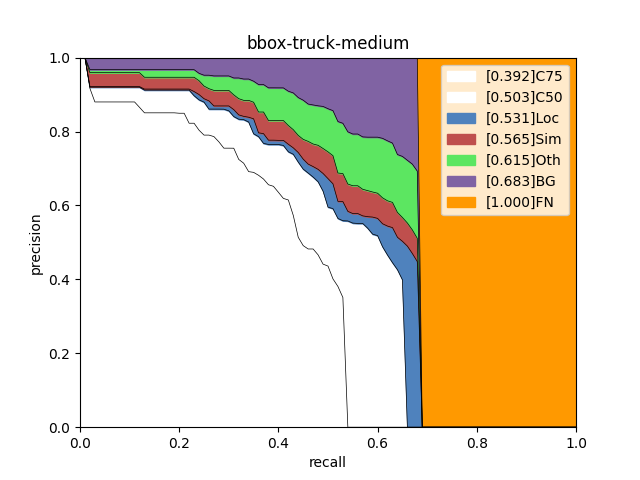 bbox-truck-medium
1.0
0.8
0.6
0.4
0.2
0.0
precision
[0.392]C75
[0.503]C50
[0.531]Loc
[0.565]Sim
[0.615]Oth
[0.683]BG
[1.000]FN
0.0 0.2 0.4 0.6 0.8 1.0
recall